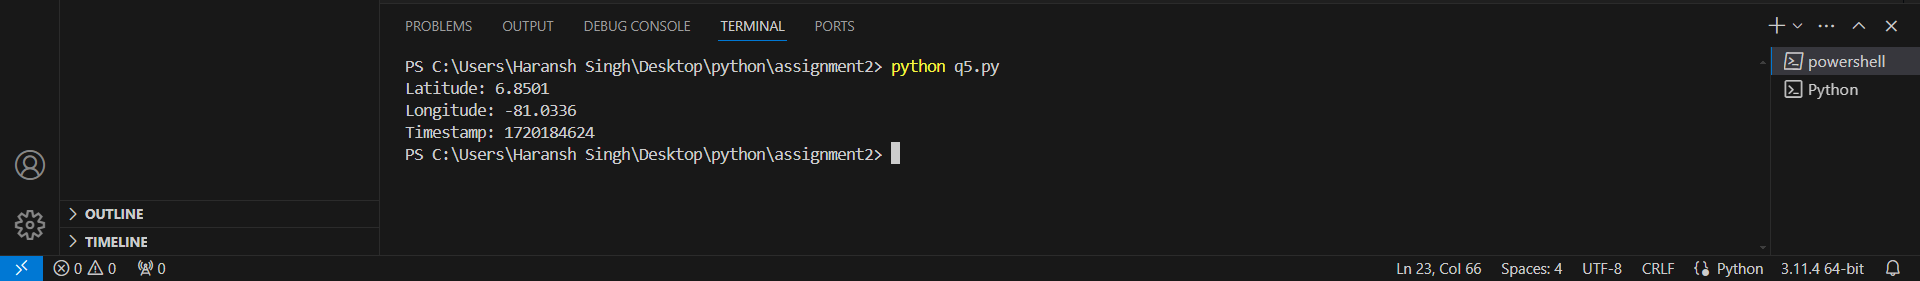 PROBLEMS OUTPUT DEBUG CONSOLE TERMINAL PORTS
PS C:\Users\Haransh Singh\Desktop\python\assignment2> python q5.py
Latitude: 6.8501
Longitude: -81.0336
Timestamp: 1720184624
PS C:\Users\Haransh Singh\Desktop\python\assignment2>
powershell
Python
OUTLINE
TIMELINE
0 0 0 Ln 23, Col 66 Spaces: 4 UTF-8 CRLF Python 3.11.4 64-bit